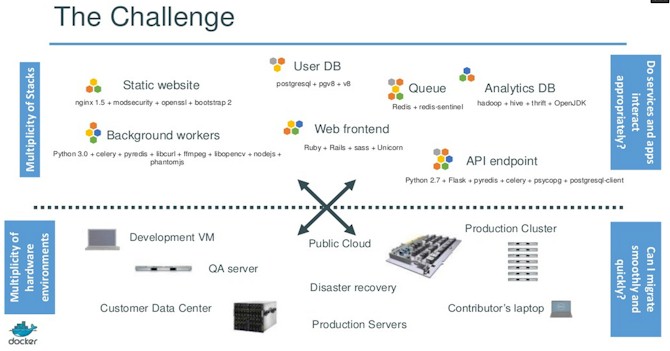 The Challenge
Multiplicity of Stacks
Static website
nginx 1.5 + modsecurity + openssl + bootstrap 2
User DB
postgresql + pgv8 + v8
Queue
Redis + redis-sentinel
Analytics DB
hadoop + hive + thrift + OpenJDK
Background workers
Python 3.0 + celery + pyredis + libcurl + ffmpeg + libopencv + nodejs +
phantomjs
Web frontend
Ruby + Rails + sass + Unicorn
API endpoint
Python 2.7 + Flask + pyredis + celery + psycopg + postgresql-client
Do services and apps
interact
appropriately?
Multiplicity of
hardware
environments
Development VM
QA server
Customer Data Center
Public Cloud
Disaster recovery
Production Servers
Production Cluster
Contributor's laptop
Can I migrate
smoothly and
quickly?
docker